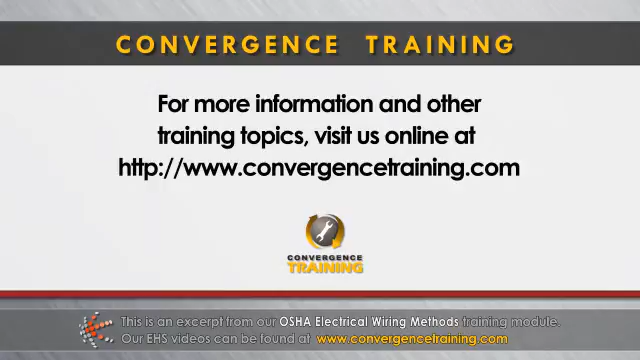 CONVERGENCE TRAINING
For more information and other
training topics, visit us online at
http://www.convergencetraining.com
CONVERGENCE
TRAINING
This is an excerpt from our OSHA Electrical Wiring Methods training module.
Our EHS videos can be found at www.convergencetraining.com